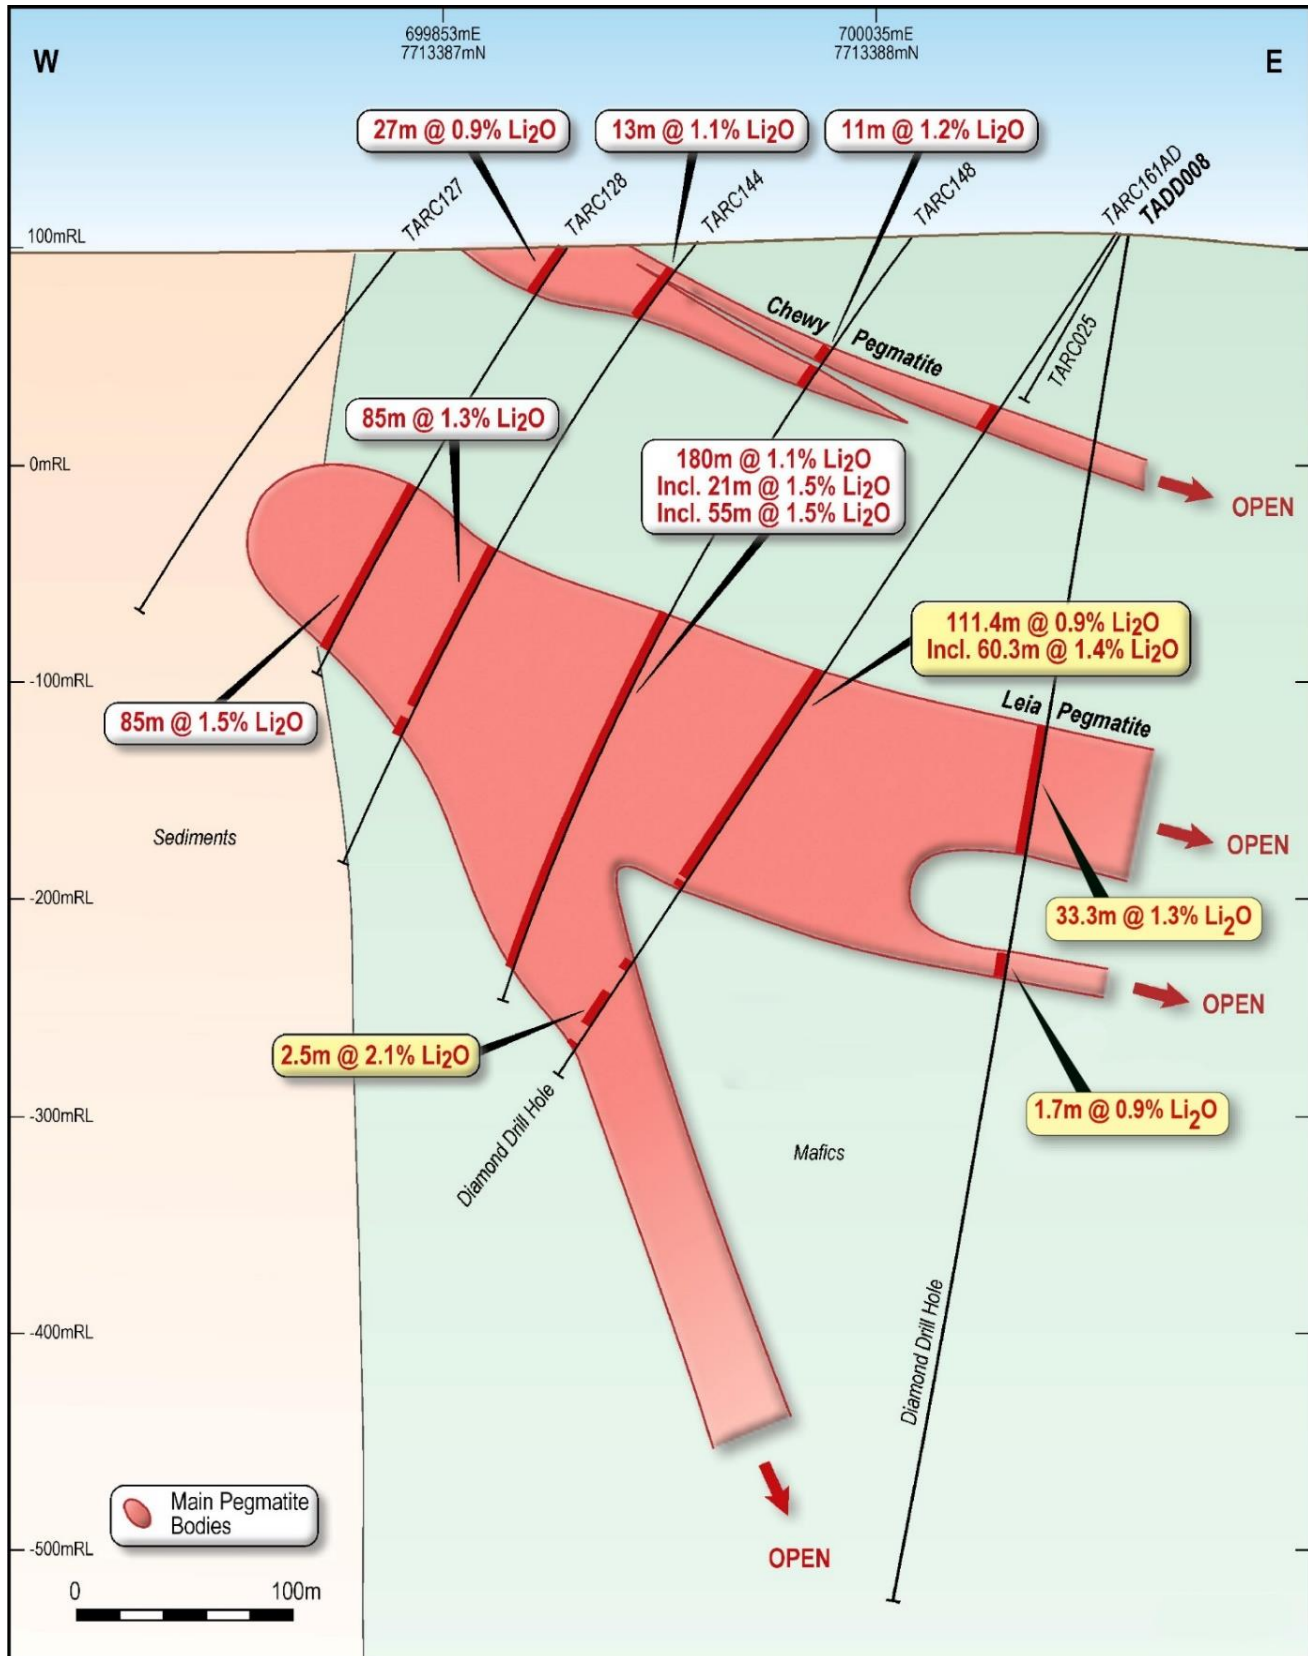 699853mE
7713387mN
700035mE
7713388mN
W
E
27m @ 0.9% Li₂O
13m @ 1.1% Li₂O
11m @ 1.2% Li₂O
TARC127
TARC128
TARC144
TARC148
TARC161AD
TADD008
100mRL
Chewy Pegmatite
TARC025
85m @ 1.3% Li₂O
180m @ 1.1% Li₂O
Incl. 21m @ 1.5% Li₂O
Incl. 55m @ 1.5% Li₂O
0mRL
OPEN
111.4m @ 0.9% Li₂O
Incl. 60.3m @ 1.4% Li₂O
-100mRL
85m @ 1.5% Li₂O
Leia Pegmatite
Sediments
OPEN
-200mRL
33.3m @ 1.3% Li₂O
OPEN
2.5m @ 2.1% Li₂O
1.7m @ 0.9% Li₂O
-300mRL
Diamond Drill Hole
Mafics
-400mRL
Diamond Drill Hole
Main Pegmatite
Bodies
-500mRL
OPEN
0 100m